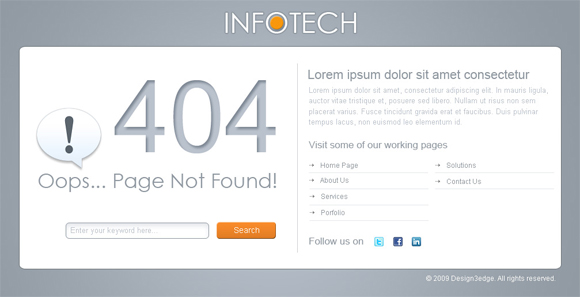 INFOTECH
404
!
Oops... Page Not Found!
Enter your keyword here...
Search
Lorem ipsum dolor sit amet consectetur
Lorem ipsum dolor sit amet, consectetur adipiscing elit. In mauris ligula,
auctor vitae tristique et, posuere sed libero. Nullam ut risus non sem
placerat ornare. Fusce tincidunt gravida erat et faucibus. Duis pulvinar
tempus lacus, non euismod leo elementum id.
Visit some of our working pages
Home Page
About Us
Services
Porfolio
Solutions
Contact Us
Follow us on
© 2009 Design3edge. All rights reserved.